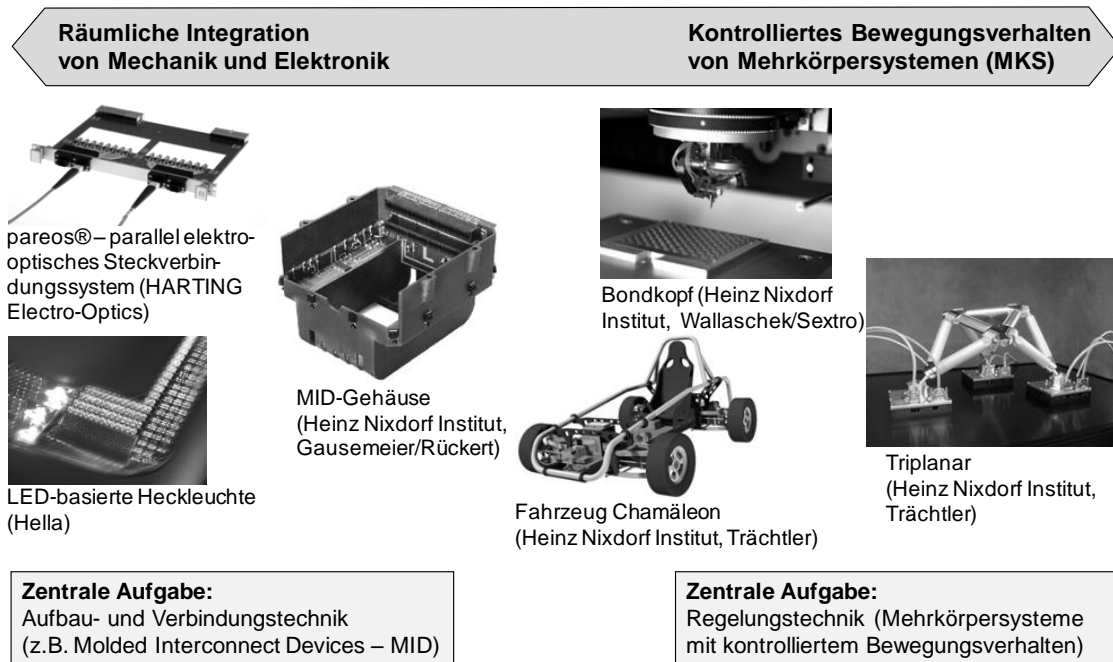 Räumliche Integration
von Mechanik und Elektronik
Kontrolliertes Bewegungsverhalten
von Mehrkörpersystemen (MKS)
pareos® – parallel elektro-
optisches Steckverbin-
dungssystem (HARTING
Electro-Optics)
MID-Gehäuse
(Heinz Nixdorf Institut,
Gausemeier/Rückert)
LED-basierte Heckleuchte
(Hella)
Bondkopf (Heinz Nixdorf
Institut, Wallaschek/Sextro)
Fahrzeug Chamäleon
(Heinz Nixdorf Institut, Trächtler)
Triplanar
(Heinz Nixdorf Institut,
Trächtler)
Zentrale Aufgabe:
Aufbau- und Verbindungstechnik
(z.B. Molded Interconnect Devices – MID)
Zentrale Aufgabe:
Regelungstechnik (Mehrkörpersysteme
mit kontrolliertem Bewegungsverhalten)